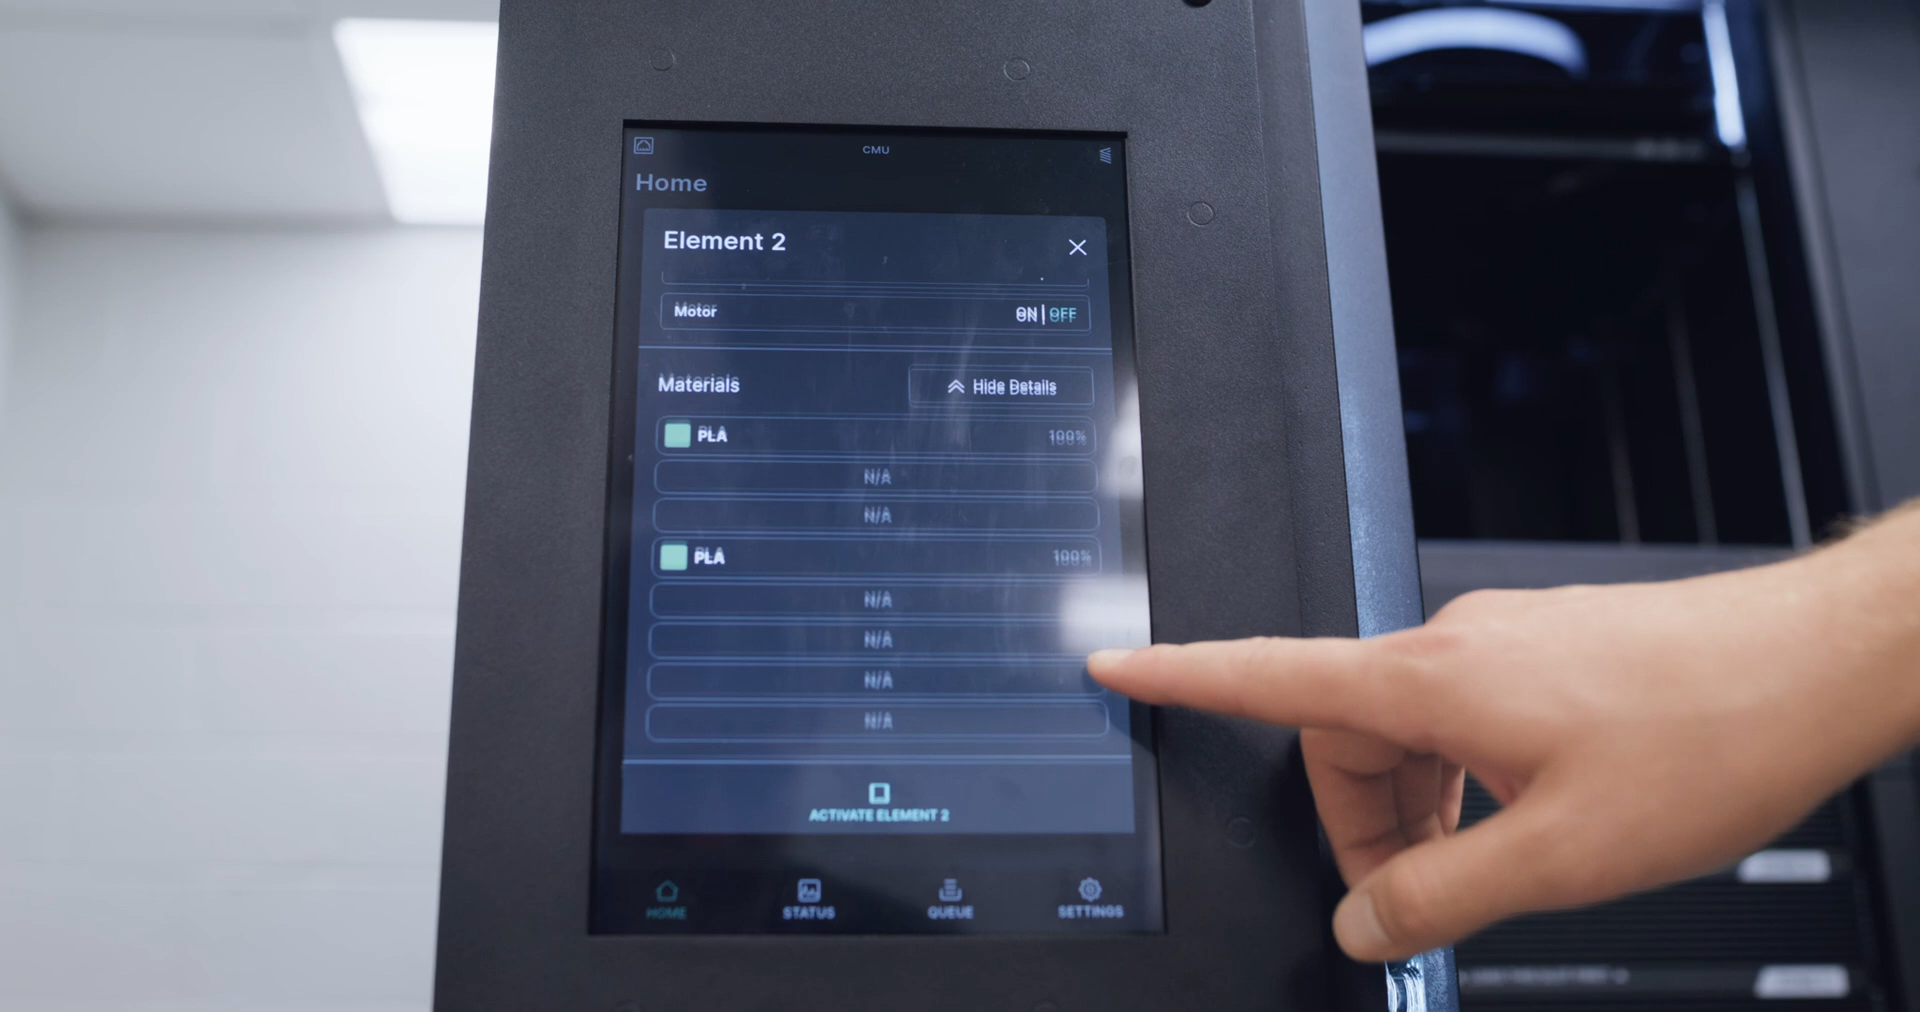 CMU
Home
Element 2
Motor ON | OFF
Materials Hide Details
PLA 100%
N/A
N/A
PLA 100%
N/A
N/A
N/A
N/A
ACTIVATE ELEMENT 2
HOME STATUS QUEUE SETTINGS